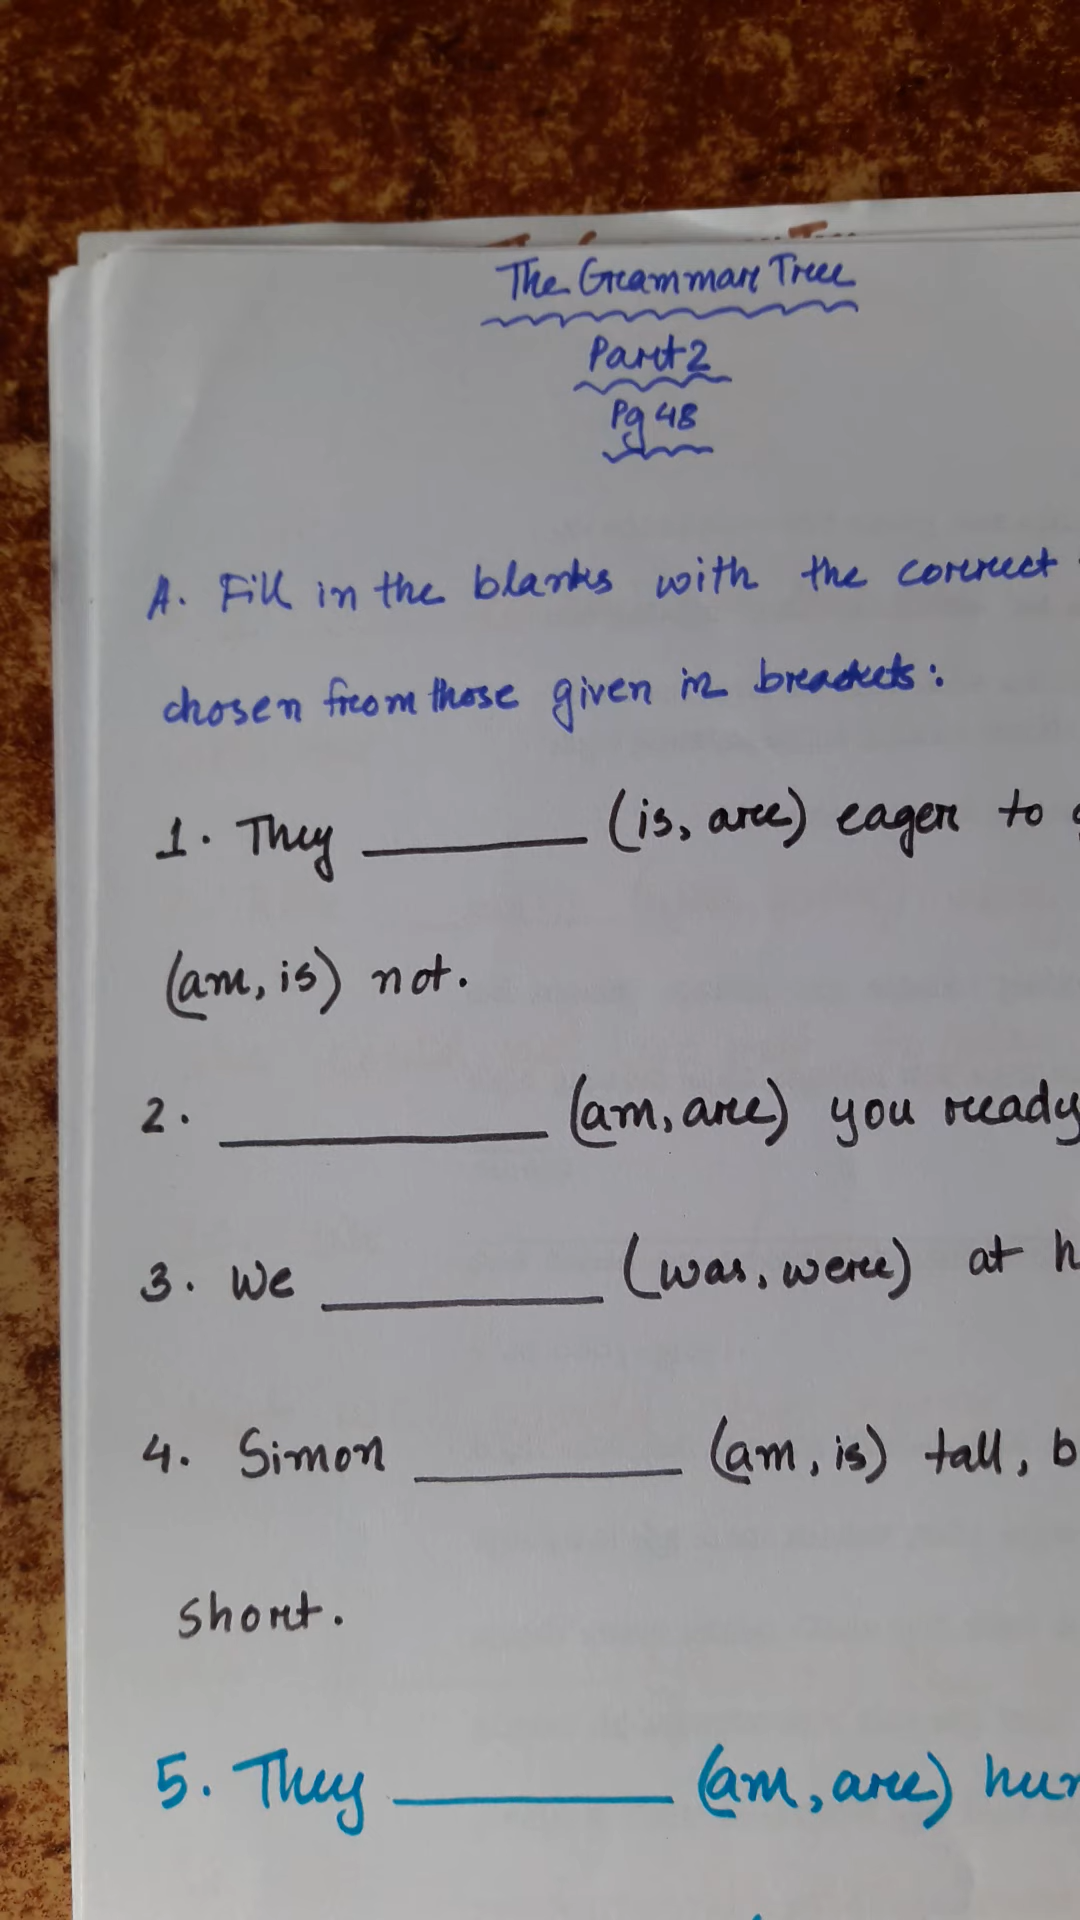 The Grammar Tree
Part 2
Pg 48
A. Fill in the blanks with the correct
chosen from those given in brackets:
1. They ________ (is, are) eager to
(am, is) not.
2. ________ (am, are) you ready
3. We ________ (was, were) at h
4. Simon ________ (am, is) tall, b
short.
5. They ________ (am, are) hun